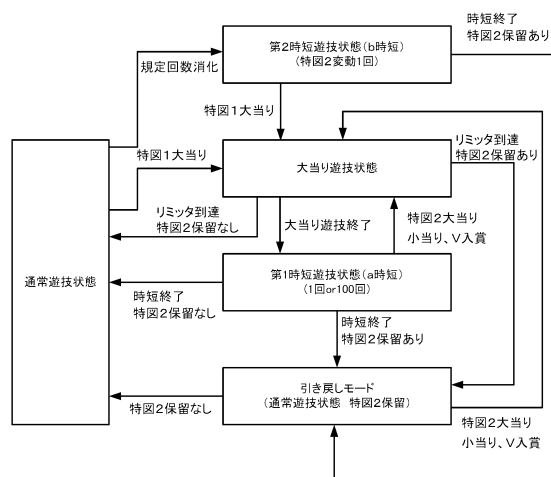 時短終了
特図2保留あり
第2時短遊技状態(b時短)
(特図2変動1回)
規定回数消化
特図1大当り
特図1大当り
リミッタ到達
特図2保留あり
大当り遊技状態
リミッタ到達
特図2保留なし
大当り遊技終了
特図2大当り
小当り、V入賞
通常遊技状態
第1時短遊技状態(a時短)
(1回or100回)
時短終了
特図2保留なし
時短終了
特図2保留あり
引き戻しモード
(通常遊技状態 特図2保留)
特図2保留なし
特図2大当り
小当り、V入賞